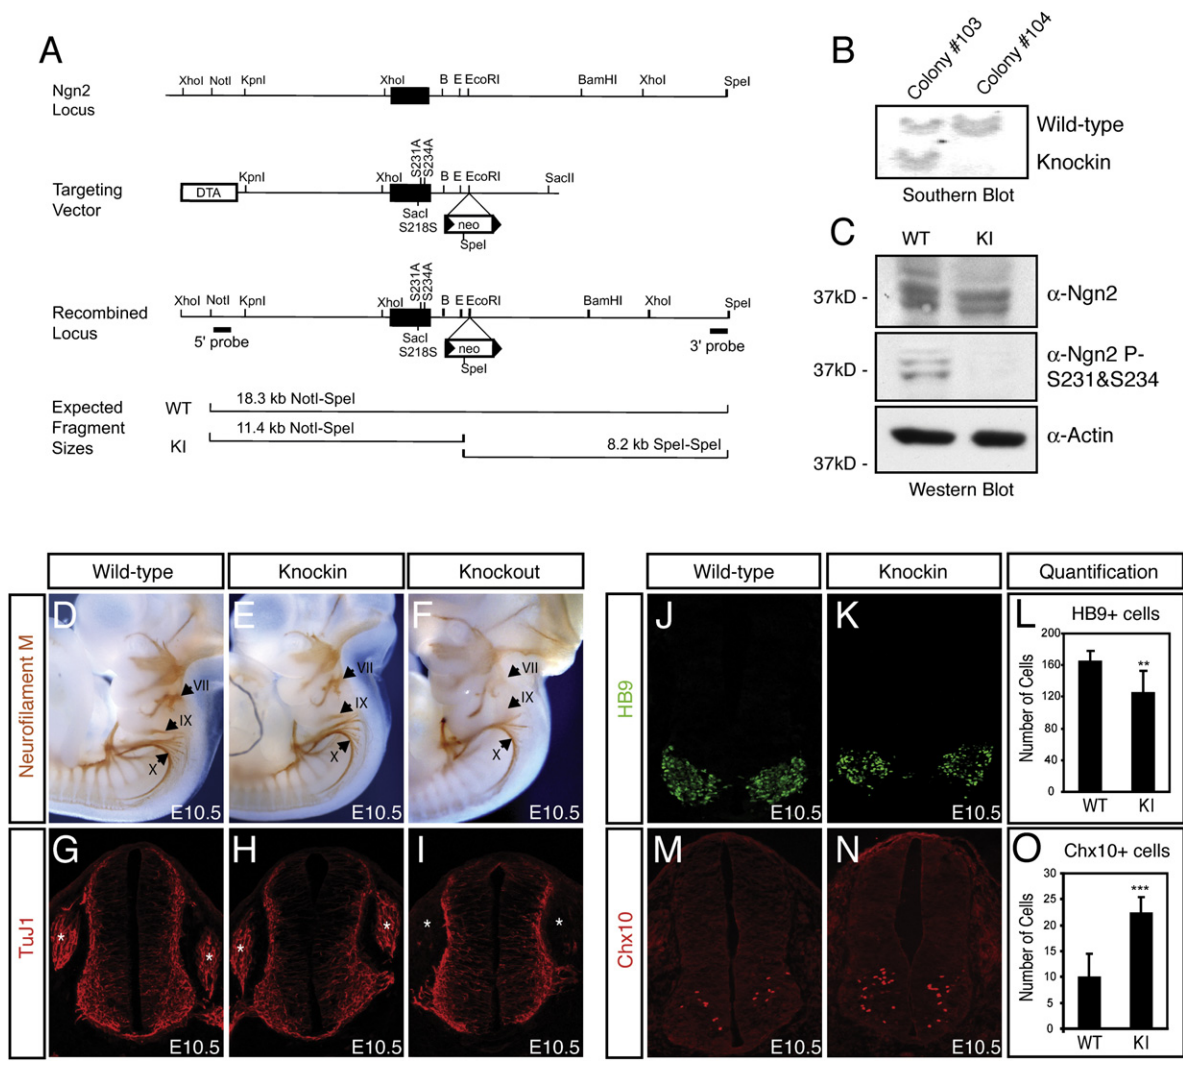 A
XhoI NotI KpnI XhoI B E EcoRI BamHI XhoI SpeI
Ngn2
Locus
S231A
S234A
DTA KpnI XhoI B E EcoRI SacII
Targeting
Vector
SacI
S218S
neo
SpeI
S231A
S234A
XhoI NotI KpnI XhoI B E EcoRI BamHI XhoI SpeI
Recombined
Locus
5' probe
SacI
S218S
neo
SpeI
3' probe
Expected
Fragment
Sizes
WT
18.3 kb NotI-SpeI
KI
11.4 kb NotI-SpeI
8.2 kb SpeI-SpeI
B
Colony #103
Colony #104
Wild-type
Knockin
Southern Blot
C
WT KI
37kD -
α-Ngn2
37kD -
α-Ngn2 P-
S231&S234
α-Actin
37kD -
Western Blot
Wild-type Knockin Knockout
Neurofilament M
D
VII
IX
X
E10.5
E
VII
IX
X
E10.5
F
VII
IX
X
E10.5
TuJ1
G
*
*
E10.5
H
*
*
E10.5
I
*
*
E10.5
Wild-type Knockin Quantification
HB9
J
E10.5
K
E10.5
L
HB9+ cells
Number of Cells
200
160
120
80
40
0
**
WT KI
Chx10
M
E10.5
N
E10.5
O
Chx10+ cells
Number of Cells
30
25
20
15
10
5
0
***
WT KI